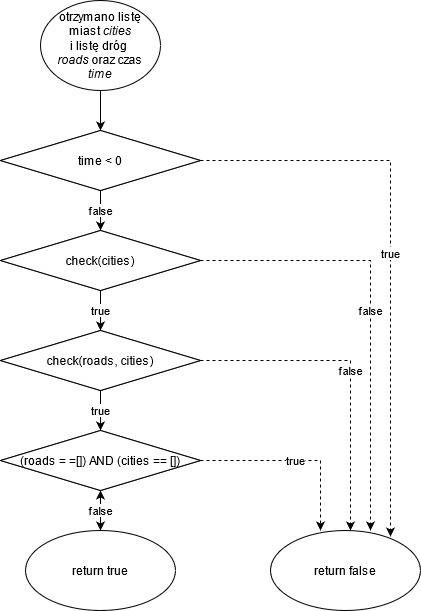 otrzymano listę
miast cities
i listę dróg
roads oraz czas
time
time < 0
false
true
check(cities)
true
false
check(roads, cities)
true
false
(roads = =[]) AND (cities == [])
true
false
return true
return false